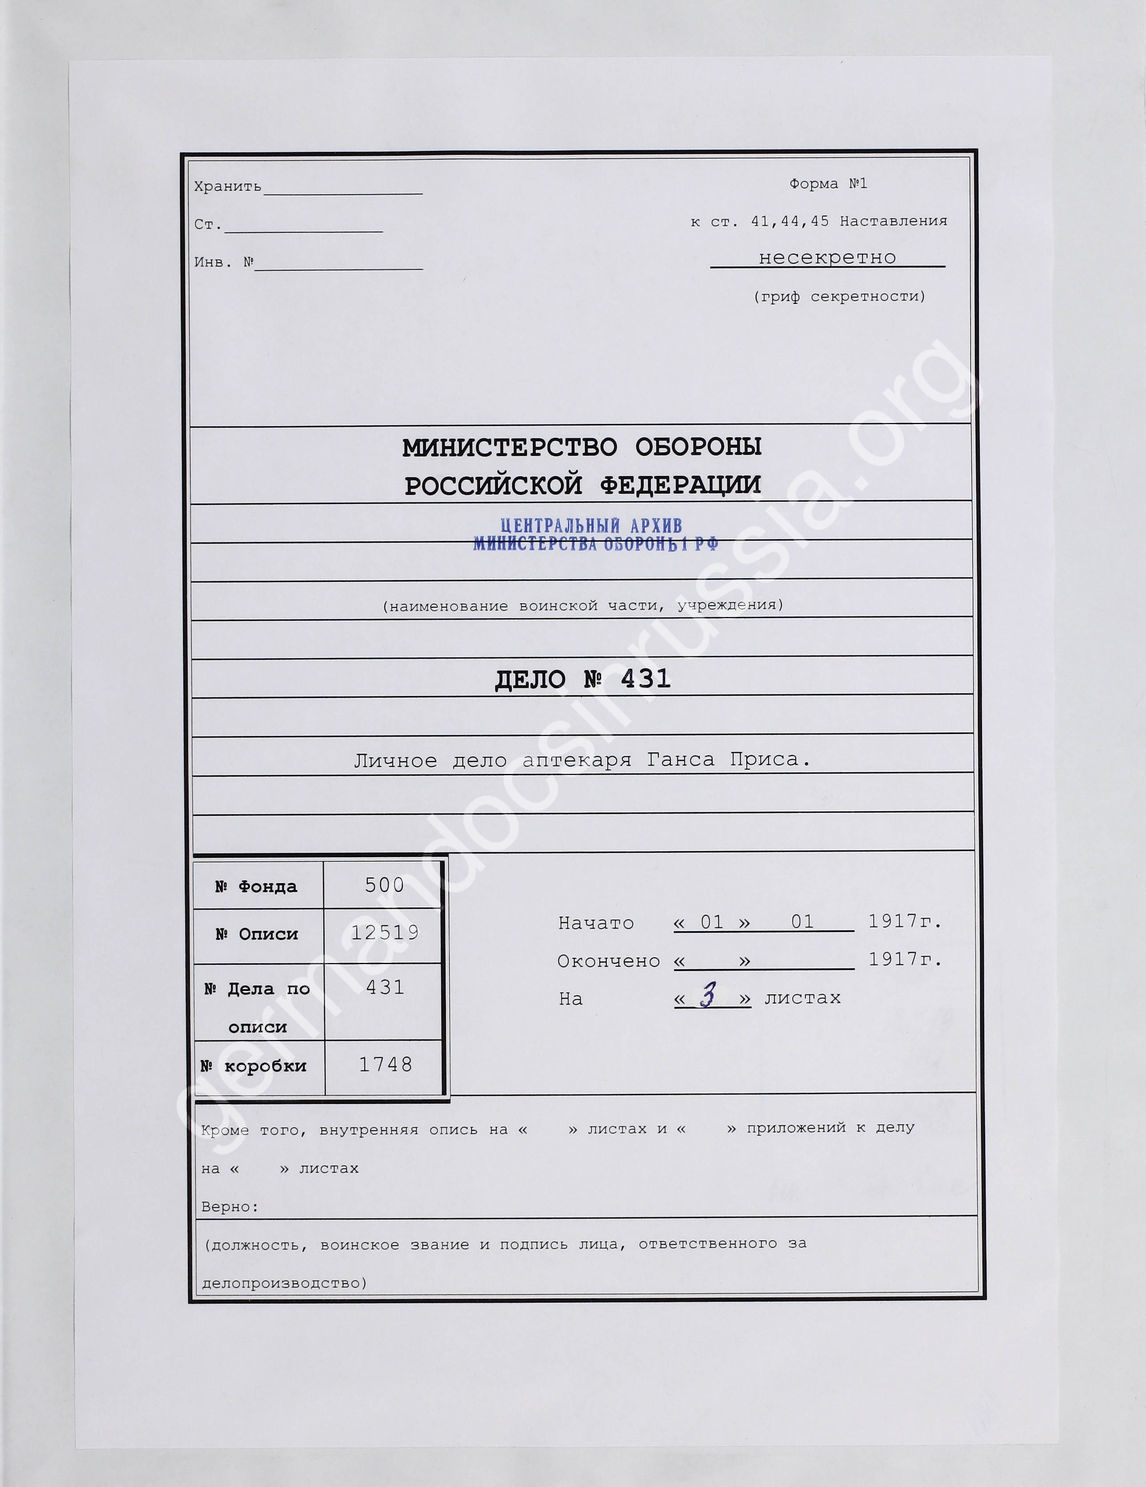 Хранить
Форма №1
Ст.
к ст. 41,44,45 Наставления
Инв. №
несекретно
(гриф секретности)
МИНИСТЕРСТВО ОБОРОНЫ
РОССИЙСКОЙ ФЕДЕРАЦИИ
ЦЕНТРАЛЬНЫЙ АРХИВ
МИНИСТЕРСТВА ОБОРОНЫ РФ
(наименование воинской части, учреждения)
ДЕЛО № 431
Личное дело аптекаря Ганса Приса.
№ Фонда 500
№ Описи 12519
№ Дела по описи 431
№ коробки 1748
Начато « 01 » 01 1917г.
Окончено « » 1917г.
На « 3 » листах
Кроме того, внутренняя опись на « » листах и « » приложений к делу
на « » листах
Верно:
(должность, воинское звание и подпись лица, ответственного за
делопроизводство)
germandocsinrussia.org